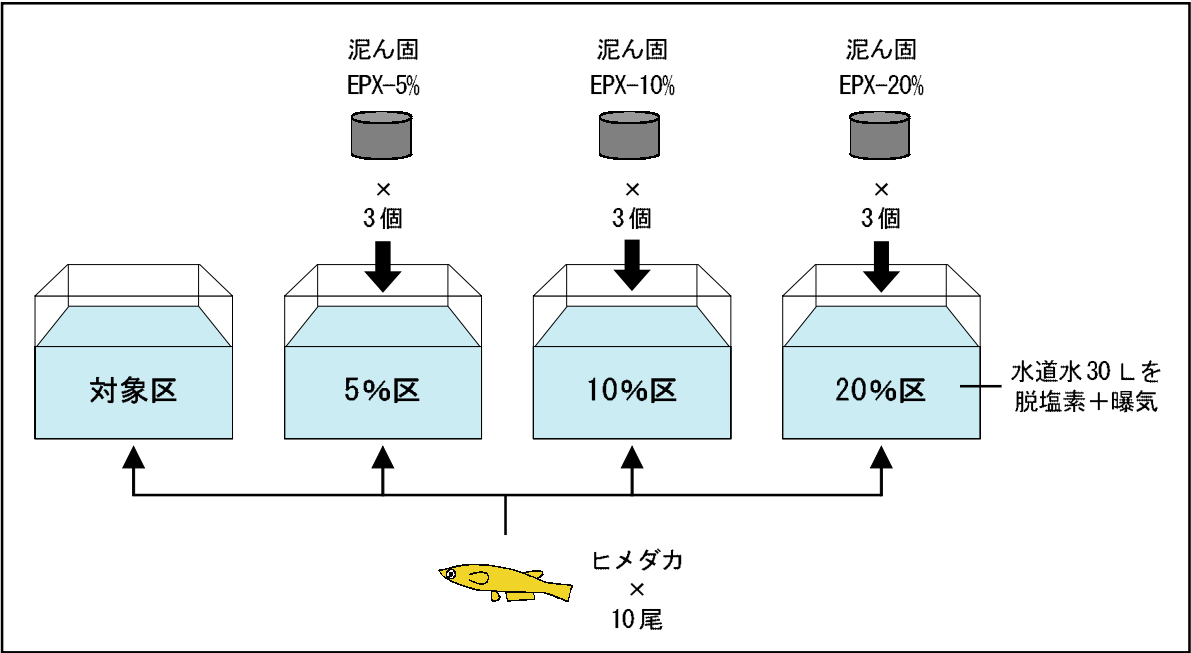 泥ん固
EPX-5%
×
3個
泥ん固
EPX-10%
×
3個
泥ん固
EPX-20%
×
3個
対象区
5%区
10%区
20%区
水道水30Lを
脱塩素+曝気
ヒメダカ
×
10尾